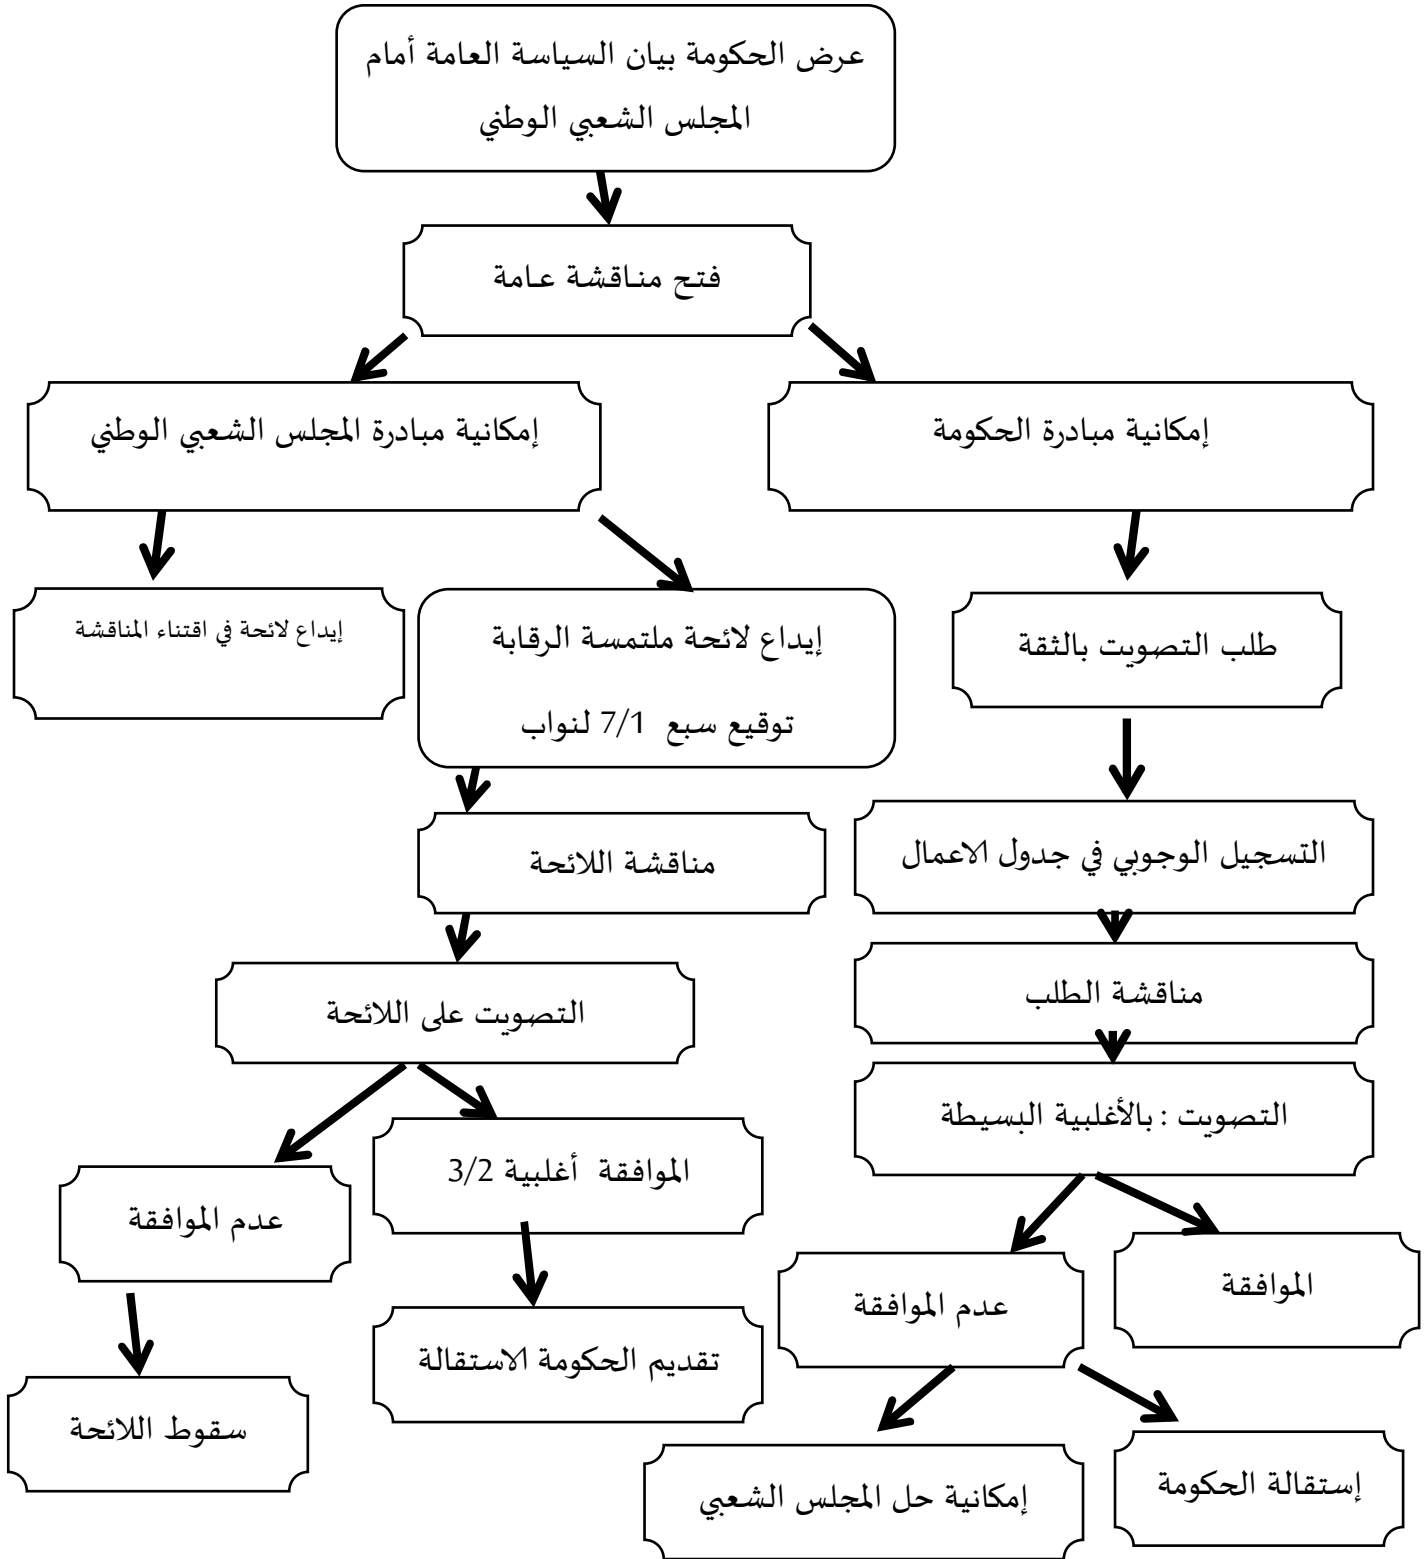 عرض الحكومة بيان السياسة العامة أمام
المجلس الشعبي الوطني
فتح مناقشة عامة
إمكانية مبادرة الحكومة
إمكانية مبادرة المجلس الشعبي الوطني
طلب التصويت بالثقة
إيداع لائحة ملتمسة الرقابة
توقيع سبع 7/1 لنواب
إيداع لائحة في اقتناء المناقشة
التسجيل الوجوبي في جدول الاعمال
مناقشة اللائحة
مناقشة الطلب
التصويت على اللائحة
التصويت : بالأغلبية البسيطة
الموافقة أغلبية 3/2
عدم الموافقة
الموافقة
عدم الموافقة
تقديم الحكومة الاستقالة
سقوط اللائحة
إستقالة الحكومة
إمكانية حل المجلس الشعبي